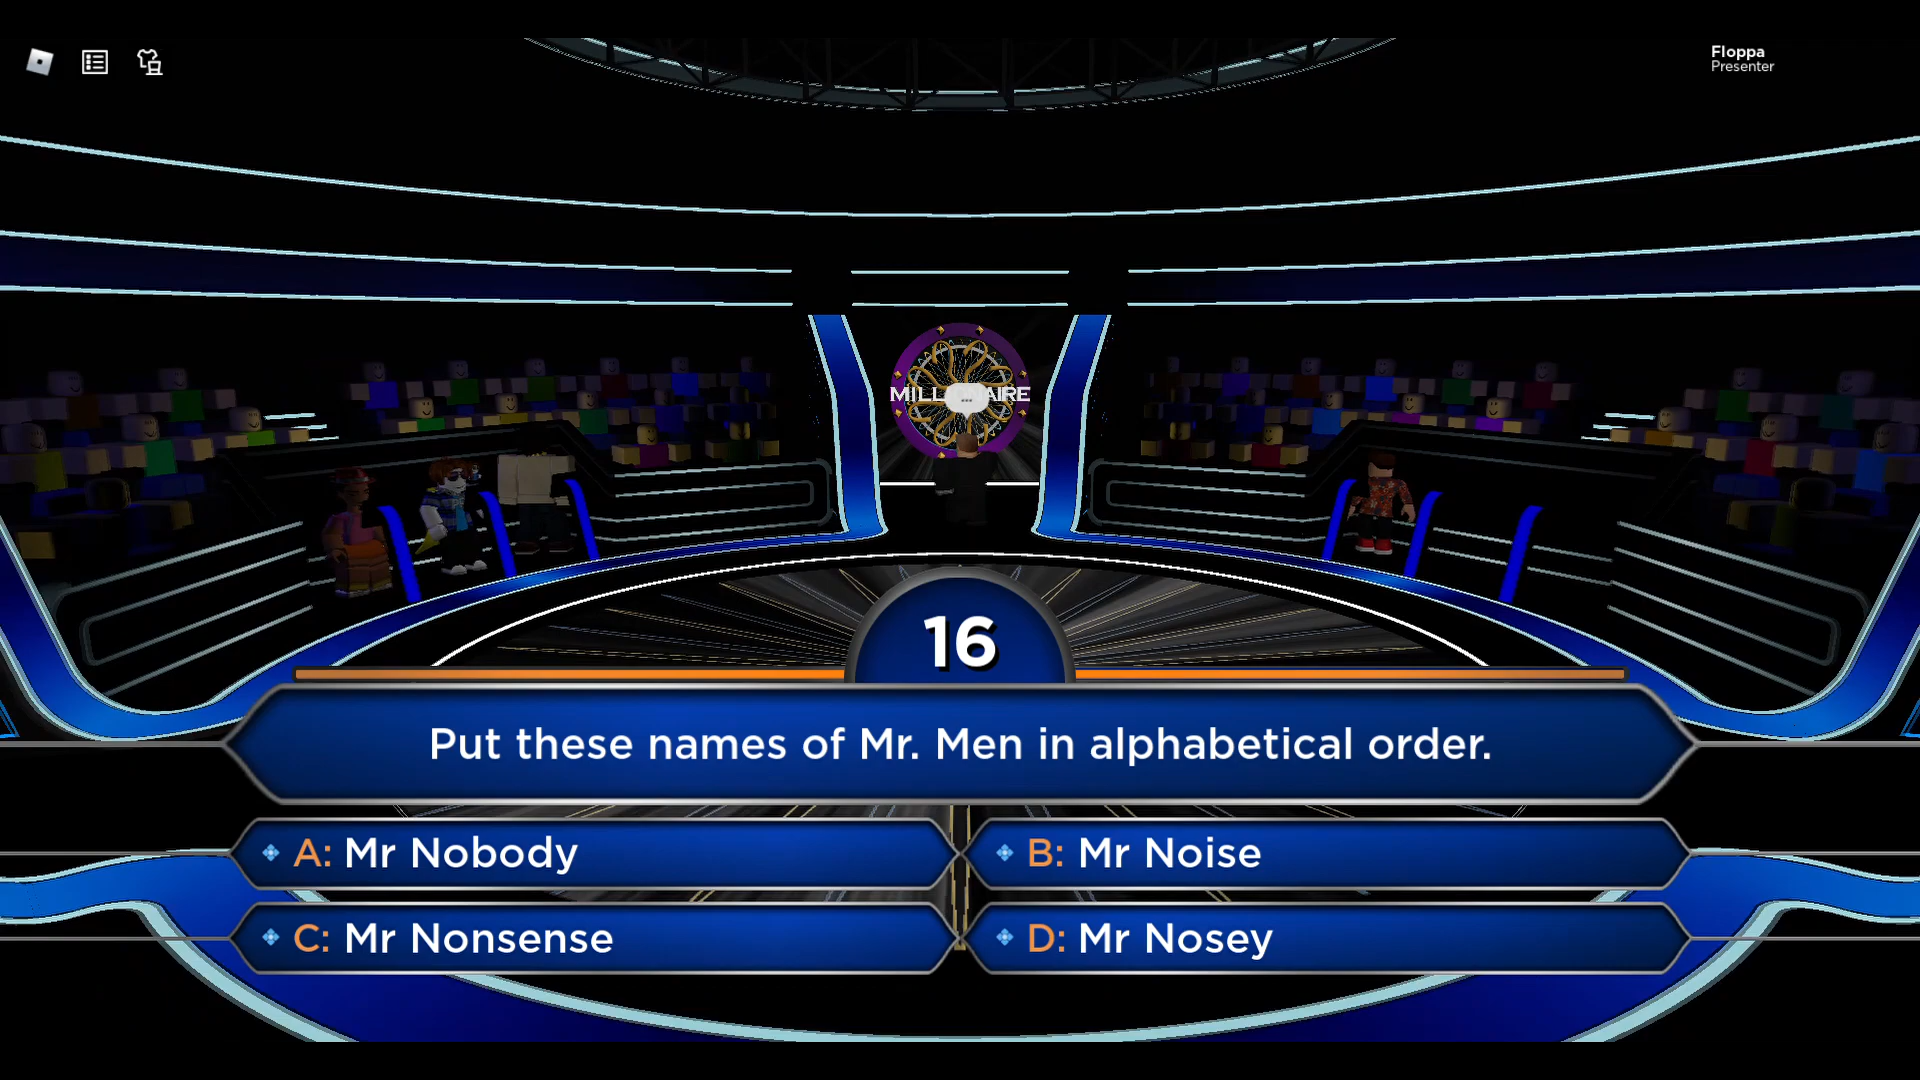 Floppa
Presenter
MILL AIRE
...
16
Put these names of Mr. Men in alphabetical order.
A: Mr Nobody
B: Mr Noise
C: Mr Nonsense
D: Mr Nosey